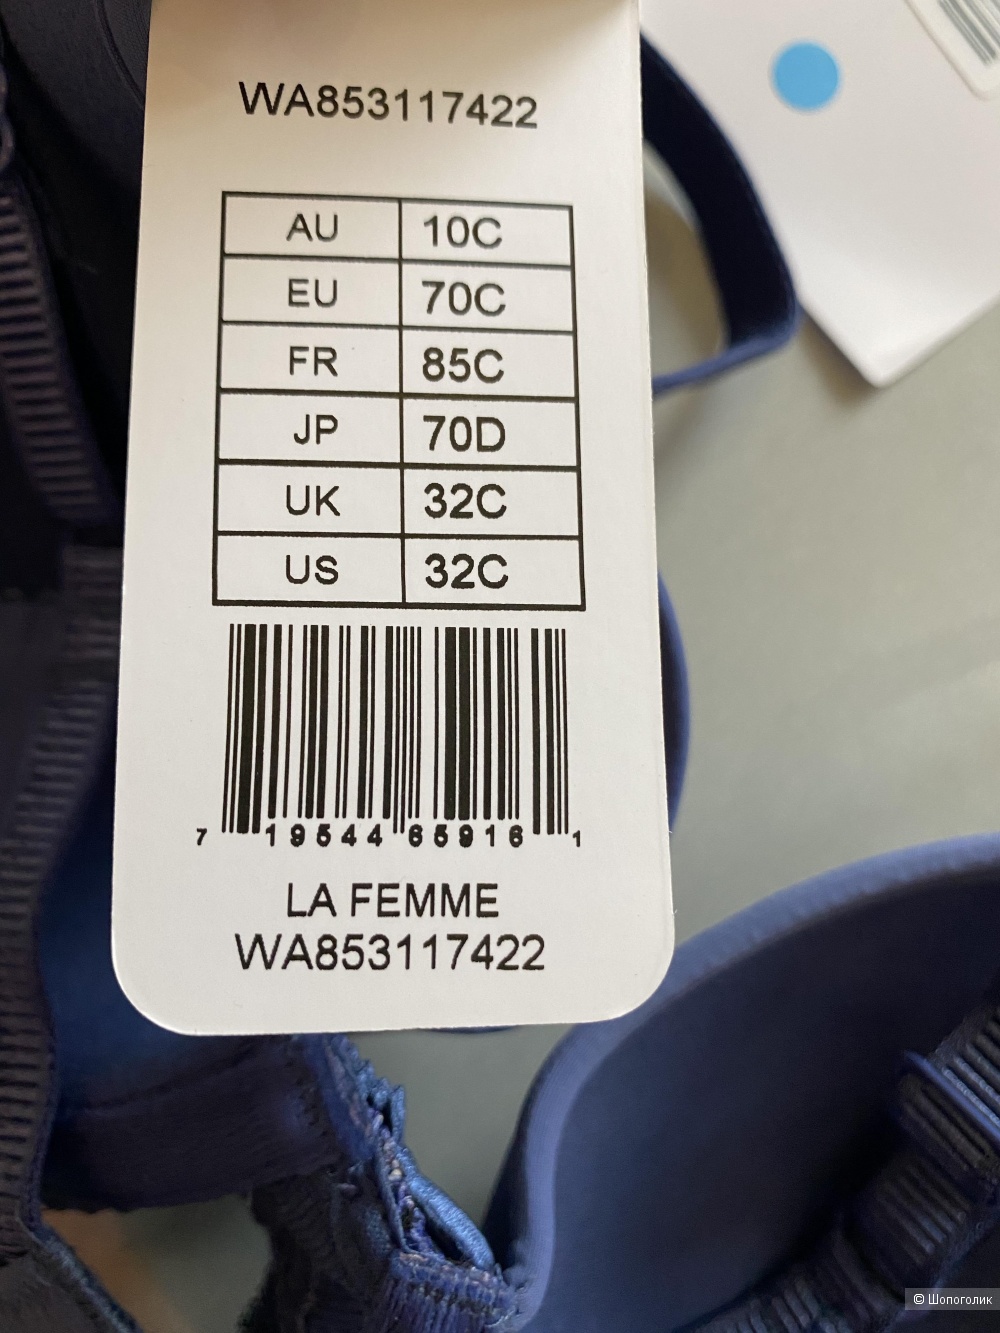 WA853117422
AU 10C
EU 70C
FR 85C
JP 70D
UK 32C
US 32C
7 19544 65916 1
LA FEMME
WA853117422
© Шопоголик